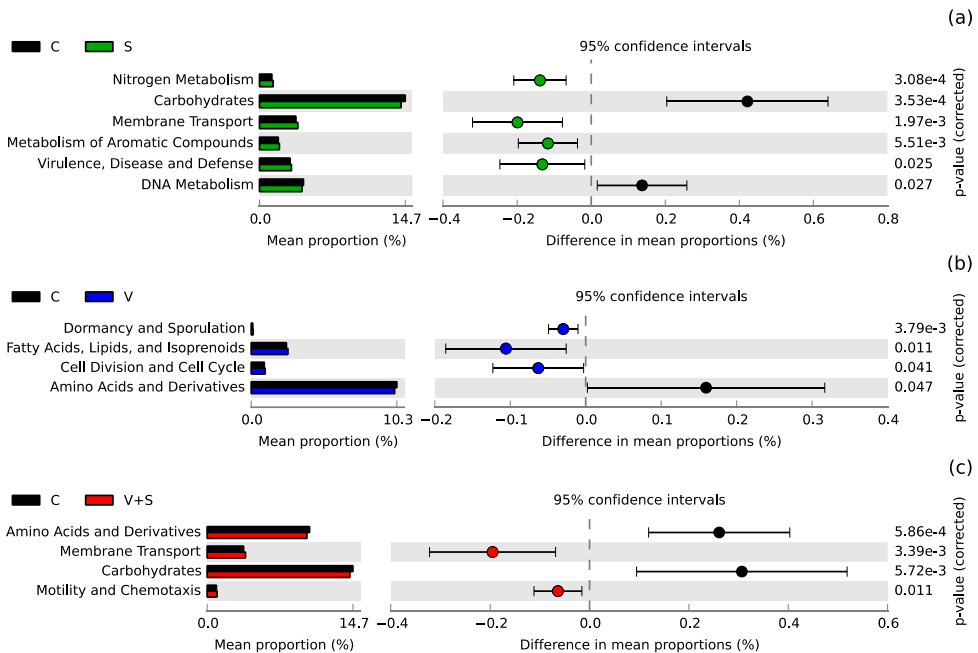 (a)
C S 95% confidence intervals
Nitrogen Metabolism 3.08e-4
Carbohydrates 3.53e-4
Membrane Transport 1.97e-3
Metabolism of Aromatic Compounds 5.51e-3
Virulence, Disease and Defense 0.025
DNA Metabolism 0.027
p-value (corrected)
0.0 14.7 −0.4 −0.2 0.0 0.2 0.4 0.6 0.8
Mean proportion (%) Difference in mean proportions (%)
(b)
C V 95% confidence intervals
Dormancy and Sporulation 3.79e-3
Fatty Acids, Lipids, and Isoprenoids 0.011
Cell Division and Cell Cycle 0.041
Amino Acids and Derivatives 0.047
p-value (corrected)
0.0 10.3 −0.2 −0.1 0.0 0.1 0.2 0.3 0.4
Mean proportion (%) Difference in mean proportions (%)
(c)
C V+S 95% confidence intervals
Amino Acids and Derivatives 5.86e-4
Membrane Transport 3.39e-3
Carbohydrates 5.72e-3
Motility and Chemotaxis 0.011
p-value (corrected)
0.0 14.7 −0.4 −0.2 0.0 0.2 0.4 0.6
Mean proportion (%) Difference in mean proportions (%)